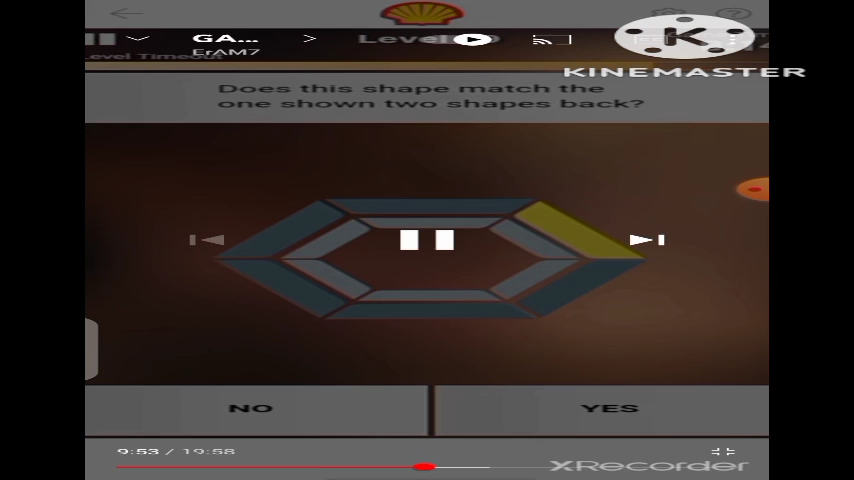 GA...
ErAM7
Level
Level Timeout
KINEMASTER
Does this shape match the
one shown two shapes back?
NO
YES
9:53 / 19:58
XRecorder